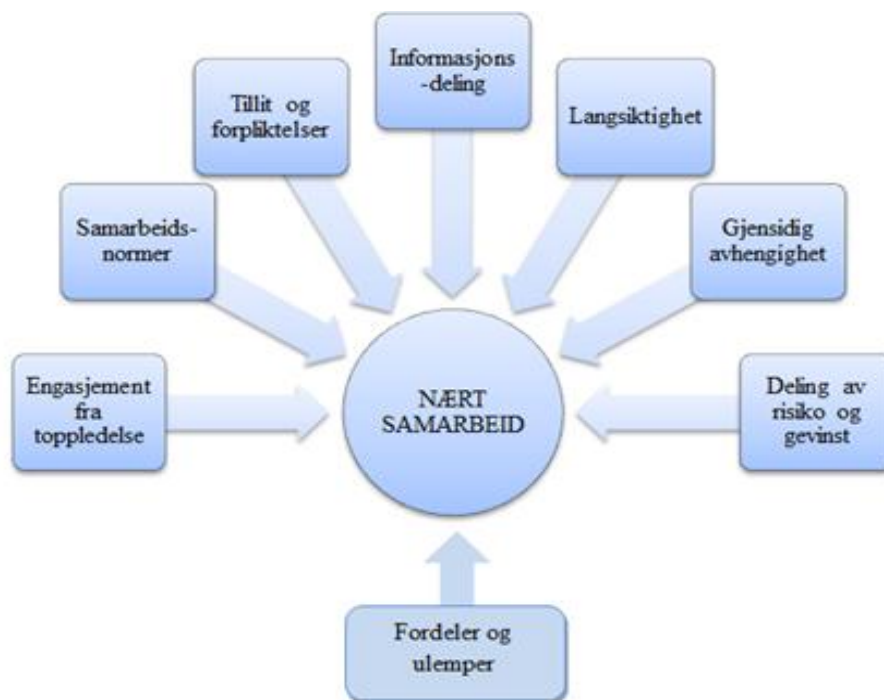 Informasjons
-deling
Tillit og
forpliktelser
Langsiktighet
Samarbeids-
normer
Gjensidig
avhengighet
Engasjement
fra
toppledelse
NÆRT
SAMARBEID
Deling av
risiko og
gevinst
Fordeler og
ulemper